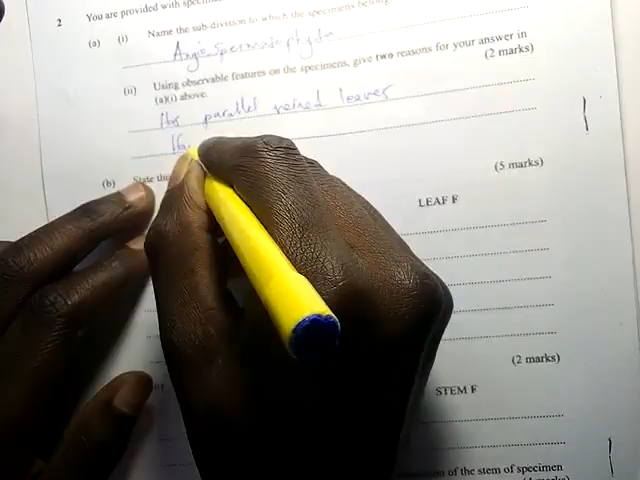 2 You are provided with
(a) (i) Name the sub-division to which the specimens belong
Angiospermatophyta
(2 marks)
(ii) Using observable features on the specimens, give two reasons for your answer in
(a)(i) above.
Has parallel veined leaves
(5 marks)
(b) State the
LEAF F
(2 marks)
STEM F
of the stem of specimen